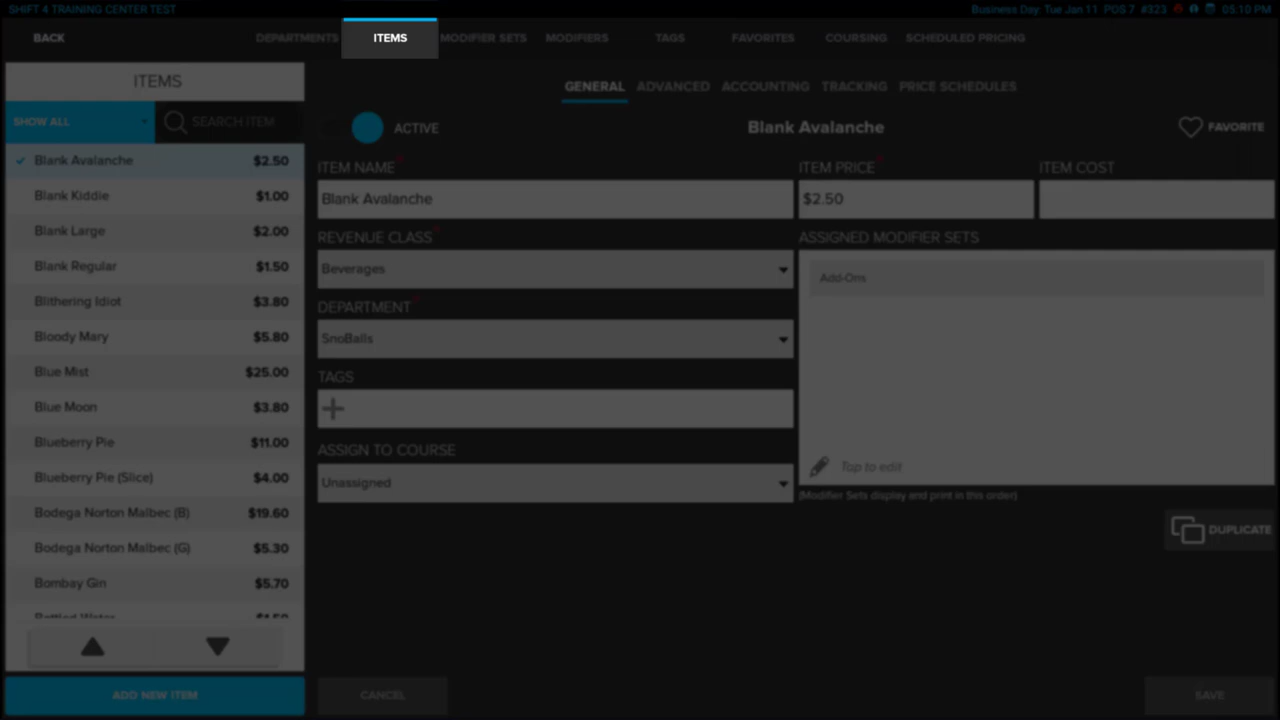 SHIFT 4 TRAINING CENTER TEST
Business Day: Tue Jan 11 POS 7 #323 05:10 PM
BACK DEPARTMENTS ITEMS MODIFIER SETS MODIFIERS TAGS FAVORITES COURSING SCHEDULED PRICING
ITEMS
GENERAL ADVANCED ACCOUNTING TRACKING PRICE SCHEDULES
SHOW ALL SEARCH ITEM
ACTIVE Blank Avalanche FAVORITE
Blank Avalanche $2.50
Blank Kiddie $1.00
Blank Large $2.00
Blank Regular $1.50
Blithering Idiot $3.80
Bloody Mary $5.80
Blue Mist $25.00
Blue Moon $3.80
Blueberry Pie $11.00
Blueberry Pie (Slice) $4.00
Bodega Norton Malbec (B) $19.60
Bodega Norton Malbec (G) $5.30
Bombay Gin $5.70
Bottled Water $1.50
ADD NEW ITEM
ITEM NAME*
Blank Avalanche
REVENUE CLASS*
Beverages
DEPARTMENT*
SnoBalls
TAGS
ASSIGN TO COURSE
Unassigned
ITEM PRICE* ITEM COST
$2.50
ASSIGNED MODIFIER SETS
Add-Ons
Tap to edit
(Modifier Sets display and print in this order)
DUPLICATE
CANCEL SAVE